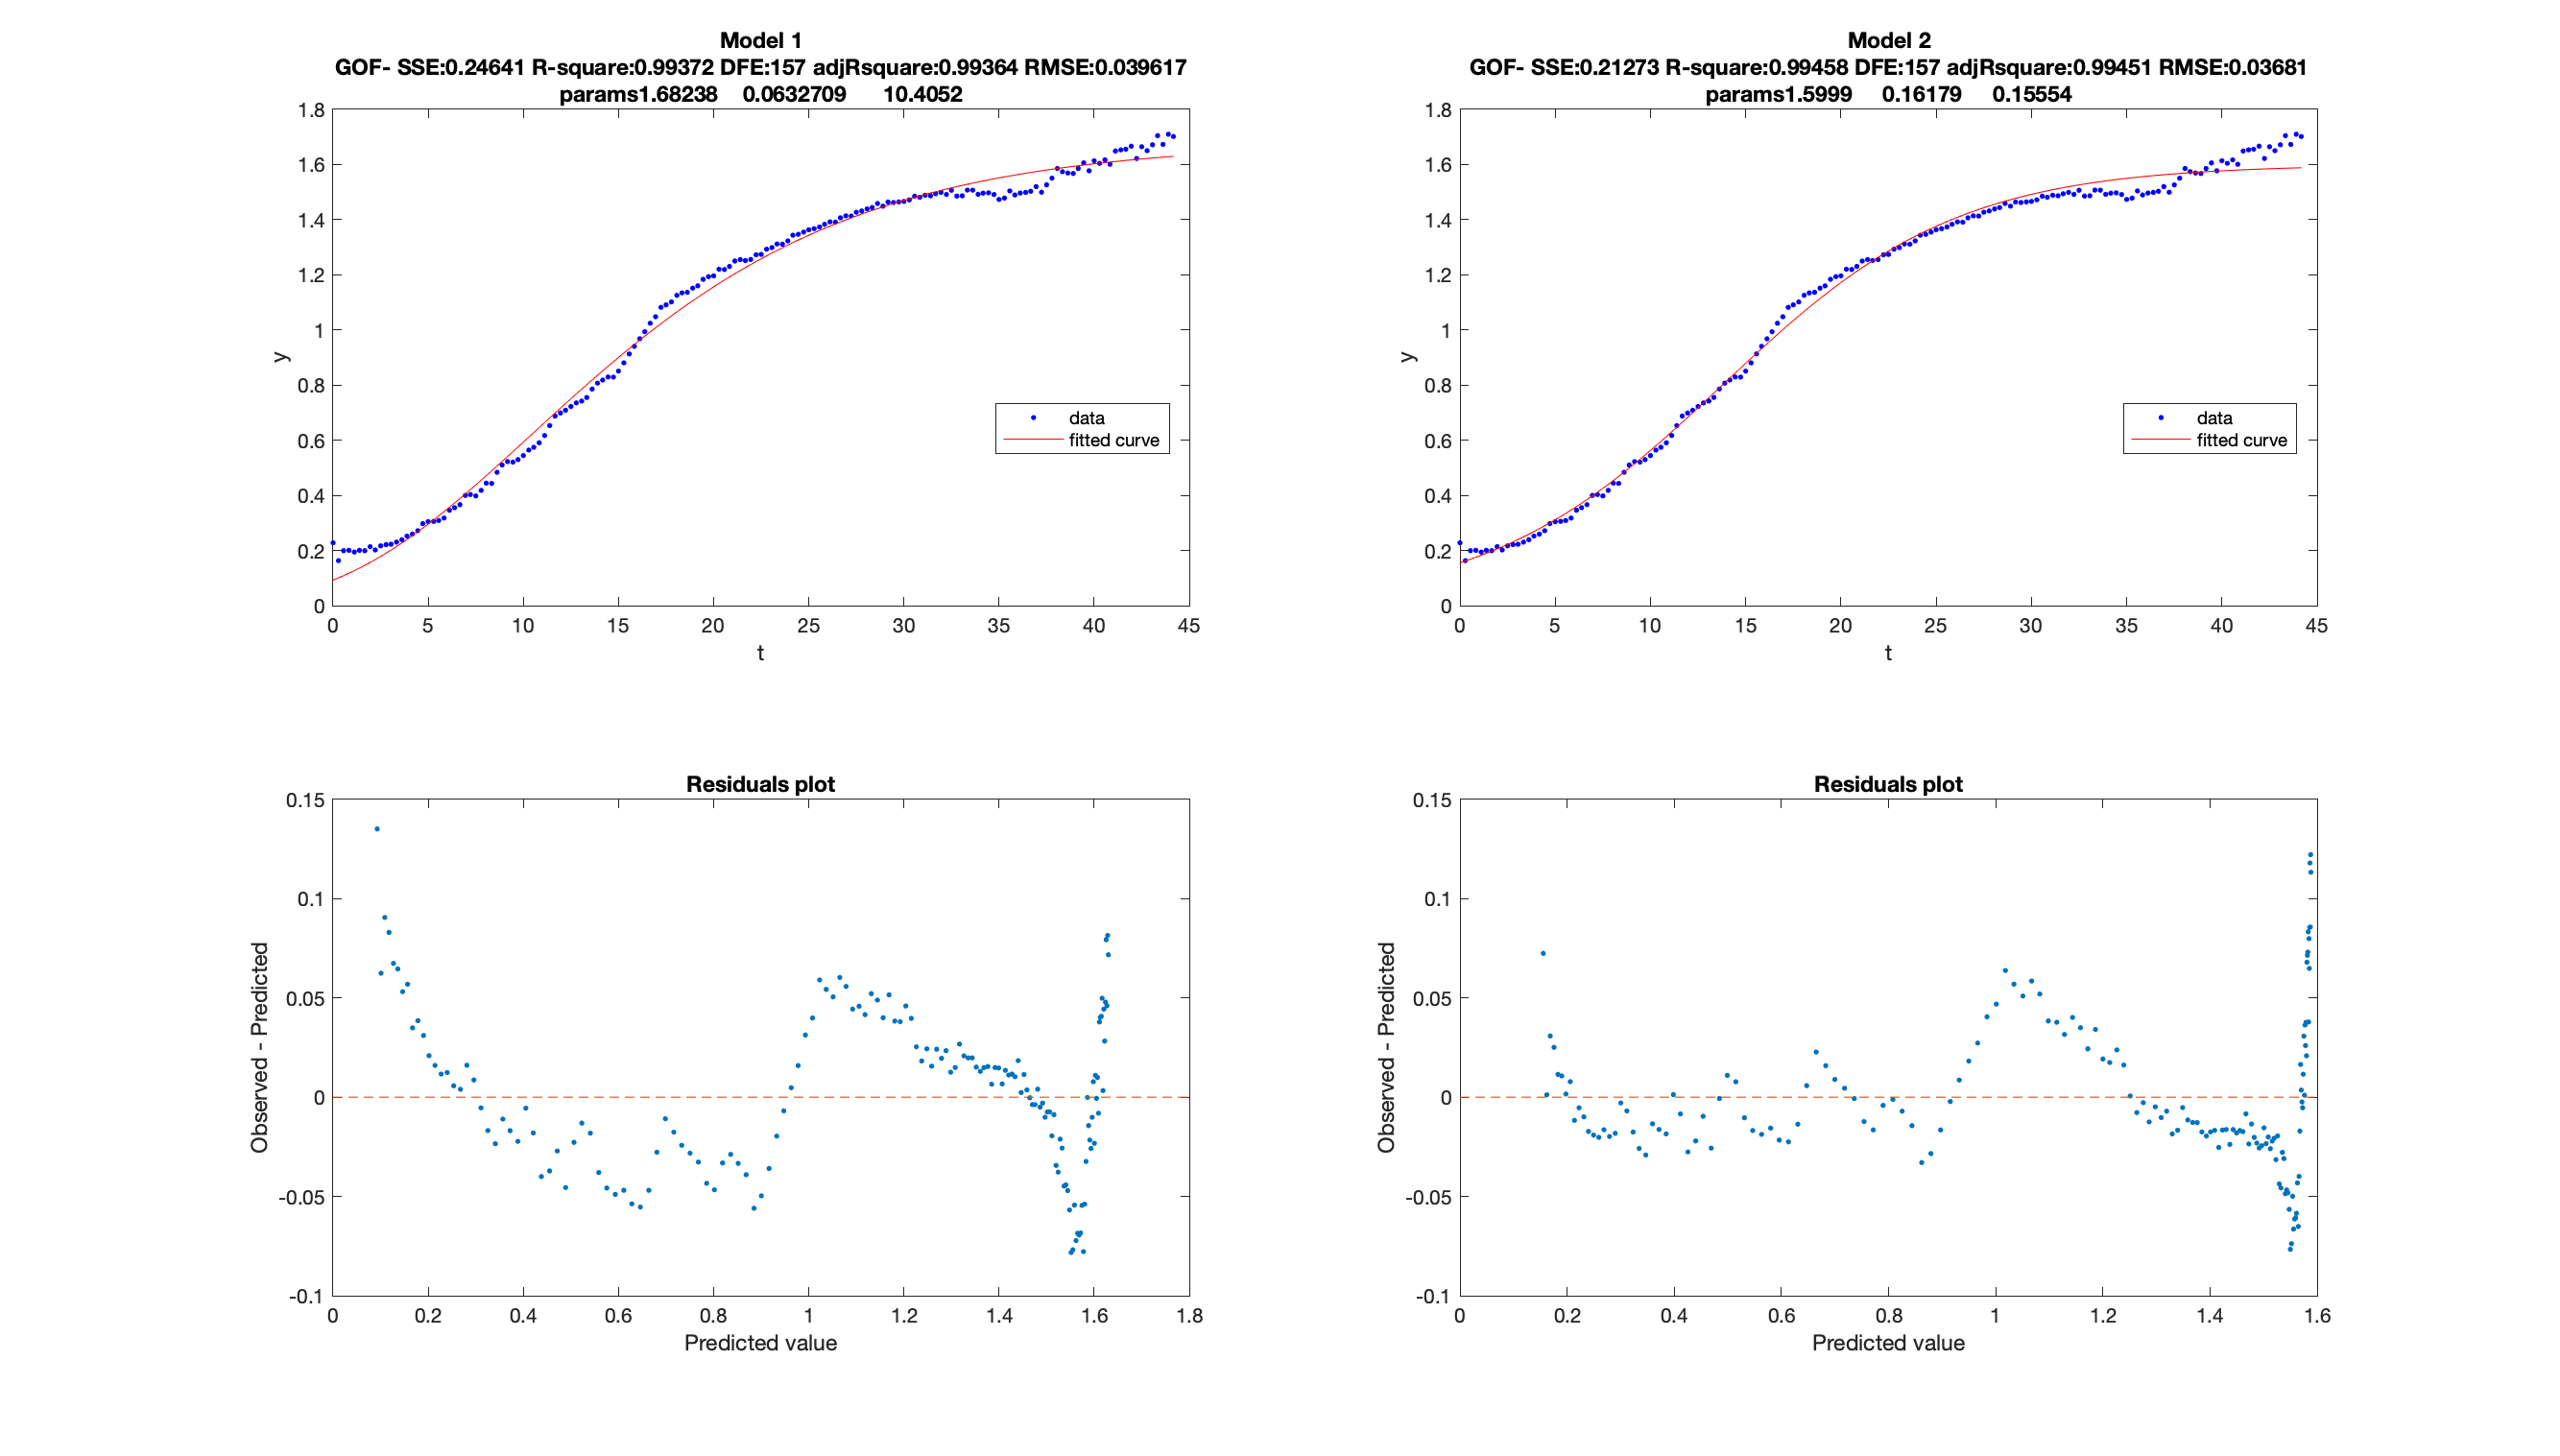 Model 1
GOF- SSE:0.24641 R-square:0.99372 DFE:157 adjRsquare:0.99364 RMSE:0.039617
params1.68238 0.0632709 10.4052
1.8
1.6
1.4
1.2
1
0.8
0.6
0.4
0.2
0
y
data
fitted curve
0 5 10 15 20 25 30 35 40 45
t
Model 2
GOF- SSE:0.21273 R-square:0.99458 DFE:157 adjRsquare:0.99451 RMSE:0.03681
params1.5999 0.16179 0.15554
1.8
1.6
1.4
1.2
1
0.8
0.6
0.4
0.2
0
y
data
fitted curve
0 5 10 15 20 25 30 35 40 45
t
Residuals plot
0.15
0.1
0.05
0
-0.05
-0.1
Observed - Predicted
0 0.2 0.4 0.6 0.8 1 1.2 1.4 1.6 1.8
Predicted value
Residuals plot
0.15
0.1
0.05
0
-0.05
-0.1
Observed - Predicted
0 0.2 0.4 0.6 0.8 1 1.2 1.4 1.6
Predicted value